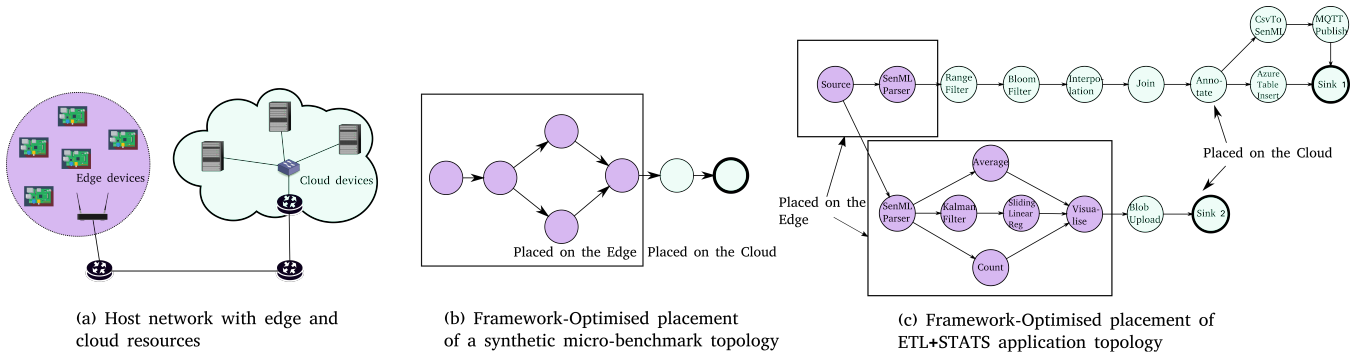 Edge devices
Cloud devices
(a) Host network with edge and
cloud resources
Placed on the Edge
Placed on the Cloud
(b) Framework-Optimised placement
of a synthetic micro-benchmark topology
Source
SenML
Parser
Range
Filter
Bloom
Filter
Interpo-
lation
Join
Anno-
tate
CsvTo
SenML
MQTT
Publish
Azure
Table
Insert
Sink 1
Placed on the Cloud
Placed on the
Edge
SenML
Parser
Average
Kalman
Filter
Sliding
Linear
Reg
Count
Visua-
lise
Blob
Upload
Sink 2
(c) Framework-Optimised placement of
ETL+STATS application topology